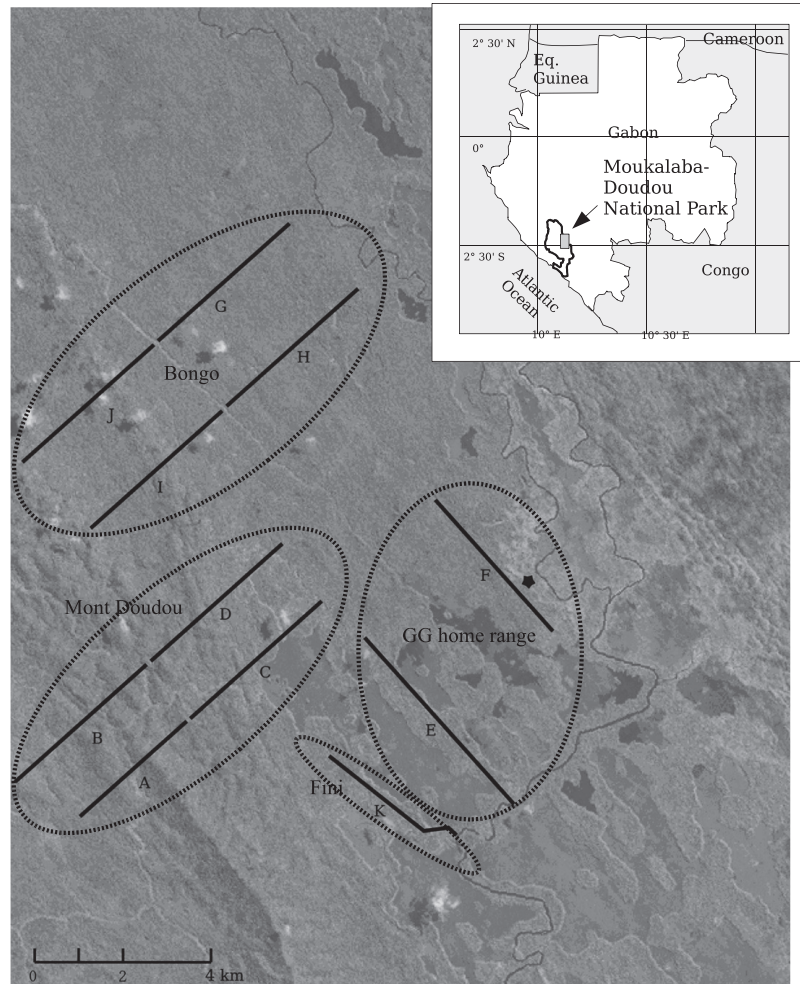 2° 30' N
Cameroon
Eq.
Guinea
Gabon
0°
Moukalaba-
Doudou
National Park
2° 30' S
Congo
Atlantic
Ocean
10° E
10° 30' E
G
H
Bongo
J
I
F
Mont Doudou
D
GG home range
C
E
B
A
Fini
K
0
2
4 km